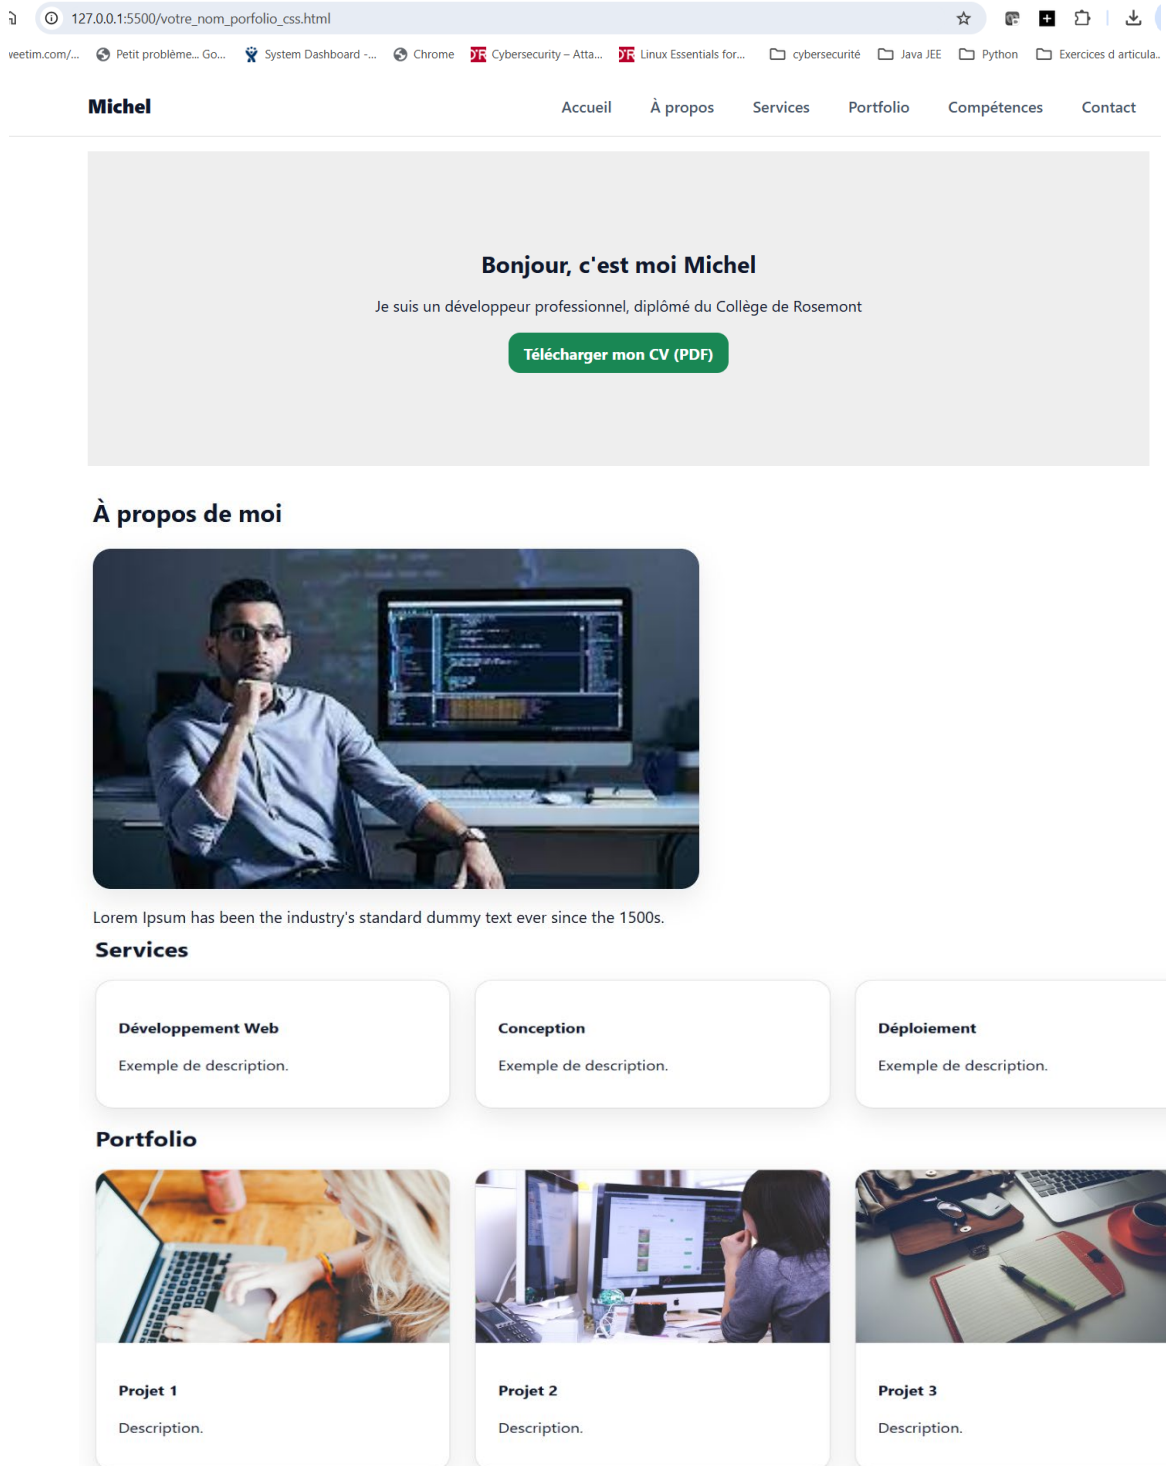 127.0.0.1:5500/votre_nom_porfolio_css.html
veetim.com/... Petit problème... Go... System Dashboard -... Chrome Cybersecurity – Atta... Linux Essentials for... cybersecurité Java JEE Python Exercices d articula..
Michel Accueil À propos Services Portfolio Compétences Contact
Bonjour, c'est moi Michel
Je suis un développeur professionnel, diplômé du Collège de Rosemont
Télécharger mon CV (PDF)
À propos de moi
Lorem Ipsum has been the industry's standard dummy text ever since the 1500s.
Services
Développement Web Conception Déploiement
Exemple de description. Exemple de description. Exemple de description.
Portfolio
Projet 1 Projet 2 Projet 3
Description. Description. Description.